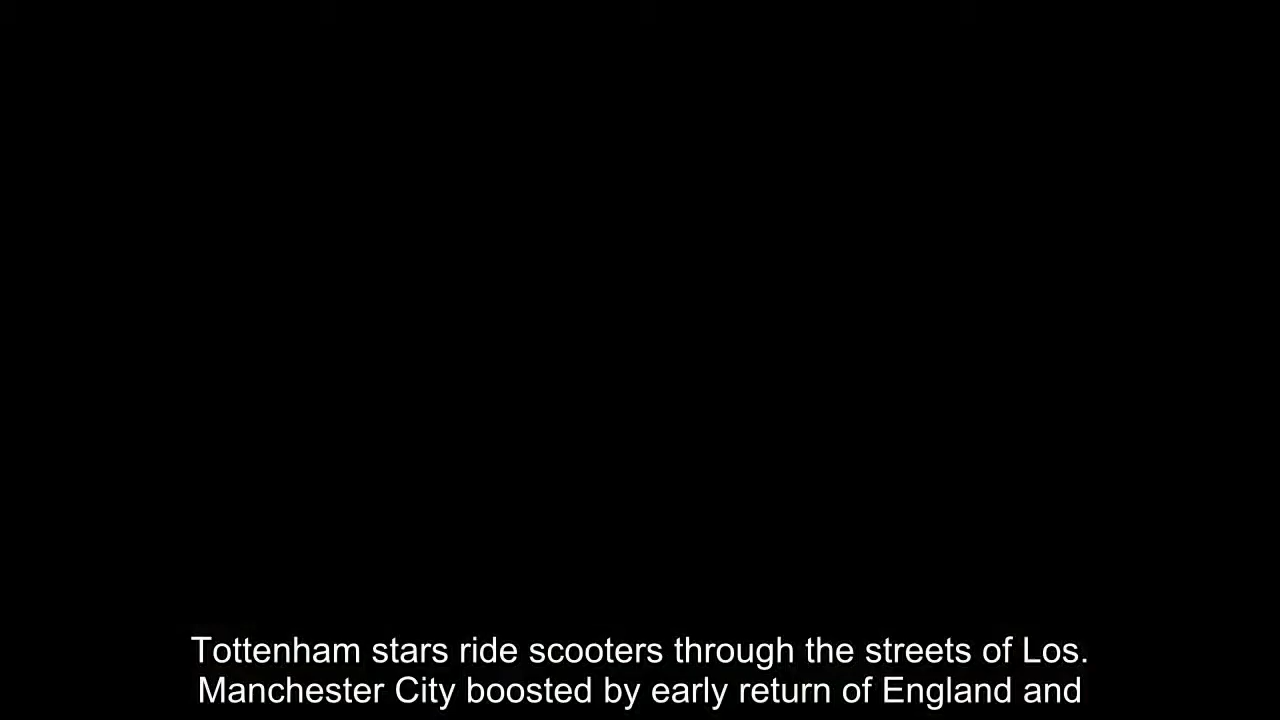 Tottenham stars ride scooters through the streets of Los.
Manchester City boosted by early return of England and